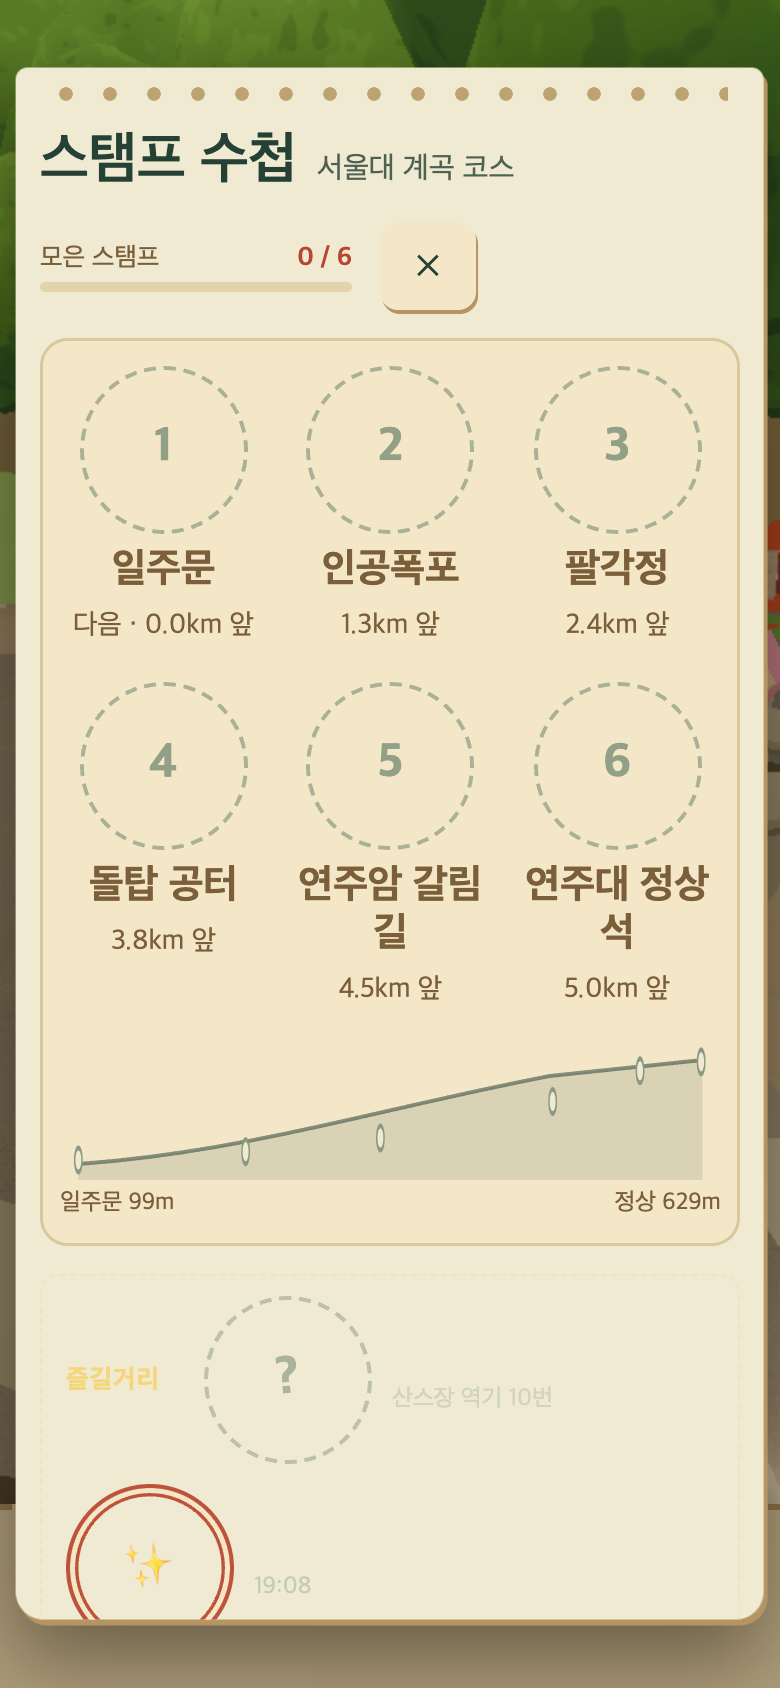 스탬프 수첩 서울대 계곡 코스
모은 스탬프 0 / 6
×
1 2 3
일주문 인공폭포 팔각정
다음 · 0.0km 앞 1.3km 앞 2.4km 앞
4 5 6
돌탑 공터 연주암 갈림길 연주대 정상석
3.8km 앞 4.5km 앞 5.0km 앞
일주문 99m 정상 629m
즐길거리 ? 산스장 역기 10번
19:08